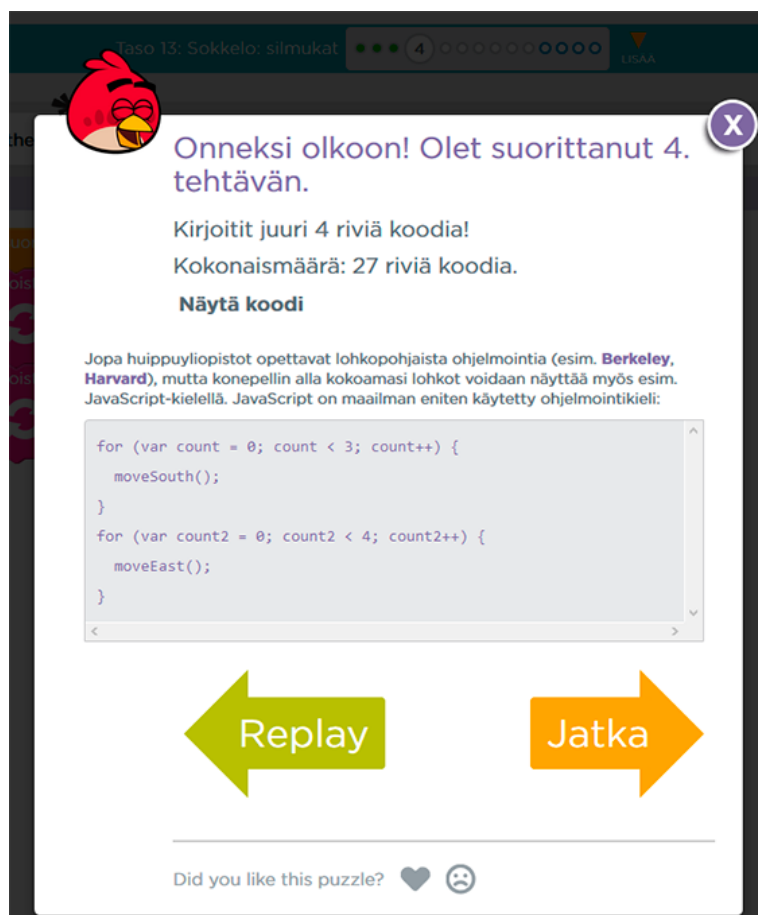 Taso 13: Sokkelo: silmukat
4
LISÄÄ
the
X
Onneksi olkoon! Olet suorittanut 4.
tehtävän.
Kirjoitit juuri 4 riviä koodia!
Kokonaismäärä: 27 riviä koodia.
Näytä koodi
Jopa huippuyliopistot opettavat lohkopohjaista ohjelmointia (esim. Berkeley,
Harvard), mutta konepellin alla kokoamasi lohkot voidaan näyttää myös esim.
JavaScript-kielellä. JavaScript on maailman eniten käytetty ohjelmointikieli:
for (var count = 0; count < 3; count++) {
moveSouth();
}
for (var count2 = 0; count2 < 4; count2++) {
moveEast();
}
Replay
Jatka
Did you like this puzzle?